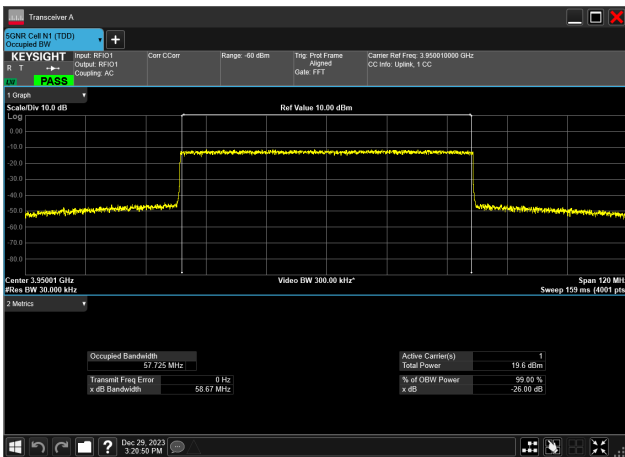 Transceiver A
5GNR Cell N1 (TDD)
Occupied BW
KEYSIGHT
R T
LNI
PASS
Input: RFIO1
Output: RFIO1
Coupling: AC
Corr CCorr
Range: -60 dBm
Trig: Prot Frame
Aligned
Gate: FFT
Carrier Ref Freq: 3.950010000 GHz
CC Info: Uplink, 1 CC
1 Graph
Scale/Div 10.0 dB
Ref Value 10.00 dBm
Log
0.00
-10.0
-20.0
-30.0
-40.0
-50.0
-60.0
-70.0
-80.0
Center 3.95001 GHz
Video BW 300.00 kHz*
Span 120 MHz
#Res BW 30.000 kHz
Sweep 159 ms (4001 pts
2 Metrics
Occupied Bandwidth
57.725 MHz
Active Carrier(s) 1
Total Power 19.6 dBm
Transmit Freq Error 0 Hz
x dB Bandwidth 58.67 MHz
% of OBW Power 99.00 %
x dB -26.00 dB
?
Dec 29, 2023
3:20:50 PM